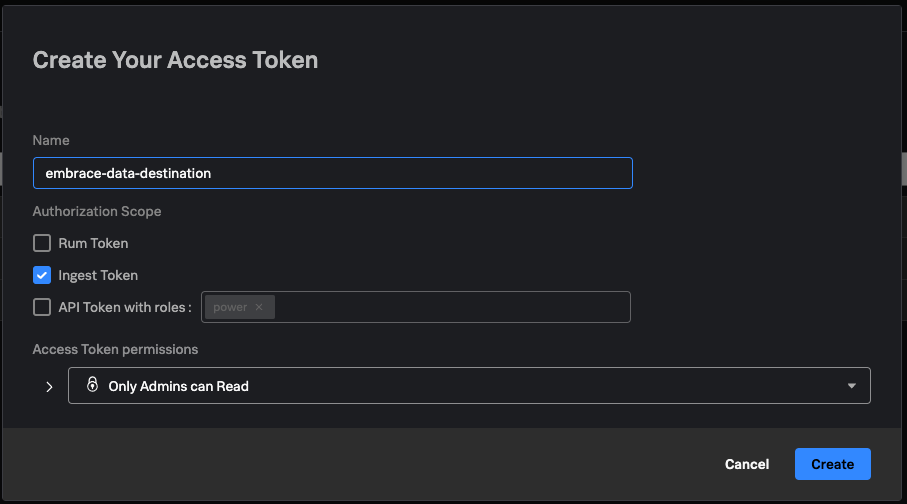 Create Your Access Token
Name
embrace-data-destination
Authorization Scope
Rum Token
Ingest Token
API Token with roles : power ×
Access Token permissions
Only Admins can Read
Cancel Create